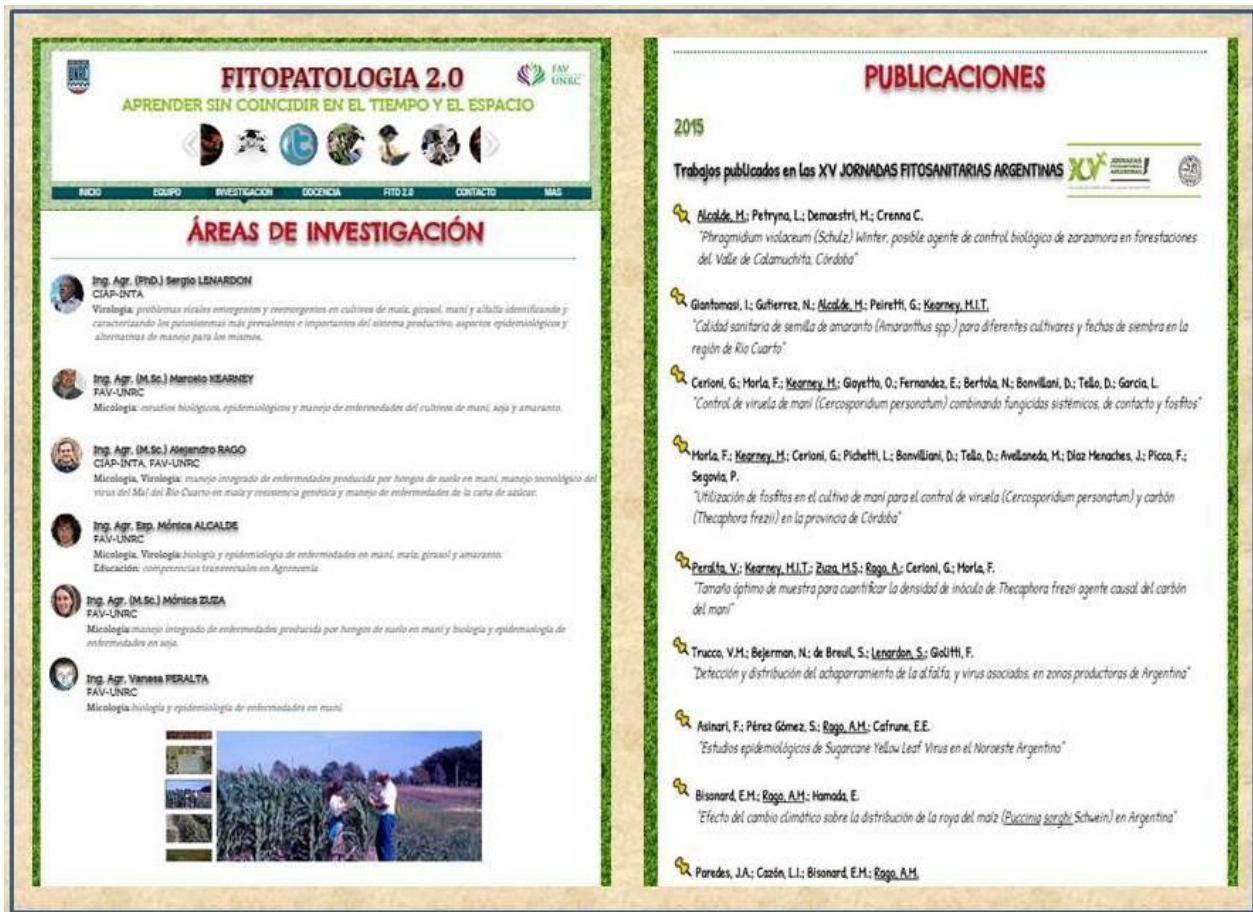 UNRC
FITOPATOLOGIA 2.0
FAV
UNRC
APRENDER SIN COINCIDIR EN EL TIEMPO Y EL ESPACIO
INICIO EQUIPO INVESTIGACION DOCENCIA FITO 2.0 CONTACTO MAS
ÁREAS DE INVESTIGACIÓN
Ing. Agr. (PhD.) Sergio LENARDON
CIAP-INTA
Virología: problemas virales emergentes y reemergentes en cultivos de maíz, girasol, maní y alfalfa identificando y
caracterizando los patosistemas más prevalentes e importantes del sistema productivo, aspectos epidemiológicos y
alternativas de manejo para los mismos.
Ing. Agr. (M.Sc.) Marcelo KEARNEY
FAV-UNRC
Micología: estudios biológicos, epidemiológicos y manejo de enfermedades del cultivos de maní, soja y amaranto.
Ing. Agr. (M.Sc.) Alejandro RAGO
CIAP-INTA, FAV-UNRC
Micología, Virología: manejo integrado de enfermedades producida por hongos de suelo en maní, manejo tecnológico del
virus del Mal del Río Cuarto en maíz y resistencia genética y manejo de enfermedades de la caña de azúcar.
Ing. Agr. Esp. Mónica ALCALDE
FAV-UNRC
Micología, Virología: biología y epidemiología de enfermedades en maní, maíz, girasol y amaranto.
Educación: competencias transversales en Agronomía
Ing. Agr. (M.Sc.) Mónica ZUZA
FAV-UNRC
Micología: manejo integrado de enfermedades producida por hongos de suelo en maní y biología y epidemiología de
enfermedades en soja.
Ing. Agr. Vanesa PERALTA
FAV-UNRC
Micología: biología y epidemiología de enfermedades en maní.
PUBLICACIONES
2015
Trabajos publicados en las XV JORNADAS FITOSANITARIAS ARGENTINAS
XV JORNADAS
FITOSANITARIAS
ARGENTINAS
Alcalde, M.; Petryna, L.; Demaestri, M.; Crenna C.
"Phragmidium violaceum (Schulz) Winter, posible agente de control biológico de zarzamora en forestaciones
del Valle de Calamuchita, Córdoba"
Giantomasi, I.; Gutierrez, N.; Alcalde, M.; Peiretti, G.; Kearney, M.I.T.
"Calidad sanitaria de semilla de amaranto (Amaranthus spp.) para diferentes cultivares y fechas de siembra en la
región de Río Cuarto"
Cerioni, G.; Morla, F.; Kearney, M.; Giayetto, O.; Fernandez, E.; Bertola, N.; Bonvillani, D.; Tello, D.; Garcia, L.
"Control de viruela de maní (Cercosporidium personatum) combinando fungicidas sistémicos, de contacto y fosfitos"
Morla, F.; Kearney, M.; Cerioni, G.; Pichetti, L.; Bonvilliani, D.; Tello, D.; Avellaneda, M.; Díaz Menaches, J.; Picco, F.;
Segovia, P.
"Utilización de fosfitos en el cultivo de maní para el control de viruela (Cercosporidium personatum) y carbón
(Thecaphora frezii) en la provincia de Córdoba"
Peralta, V.; Kearney, M.I.T.; Zuza, M.S.; Rago, A.; Cerioni, G.; Morla, F.
"Tamaño óptimo de muestra para cuantificar la densidad de inóculo de Thecaphora frezii agente causal del carbón
del maní"
Trucco, V.M.; Bejerman, N.; de Breuil, S.; Lenardon, S.; Giolitti, F.
"Detección y distribución del achaparramiento de la alfalfa, y virus asociados, en zonas productoras de Argentina"
Asinari, F.; Pérez Gómez, S.; Rago, A.M.; Cafrune, E.E.
"Estudios epidemiológicos de Sugarcane Yellow Leaf Virus en el Noroeste Argentino"
Bisonard, E.M.; Rago, A.M.; Hamada, E.
"Efecto del cambio climático sobre la distribución de la roya del maíz (Puccinia sorghi Schwein) en Argentina"
Paredes, J.A.; Cazón, L.I.; Bisonard, E.M.; Rago, A.M.